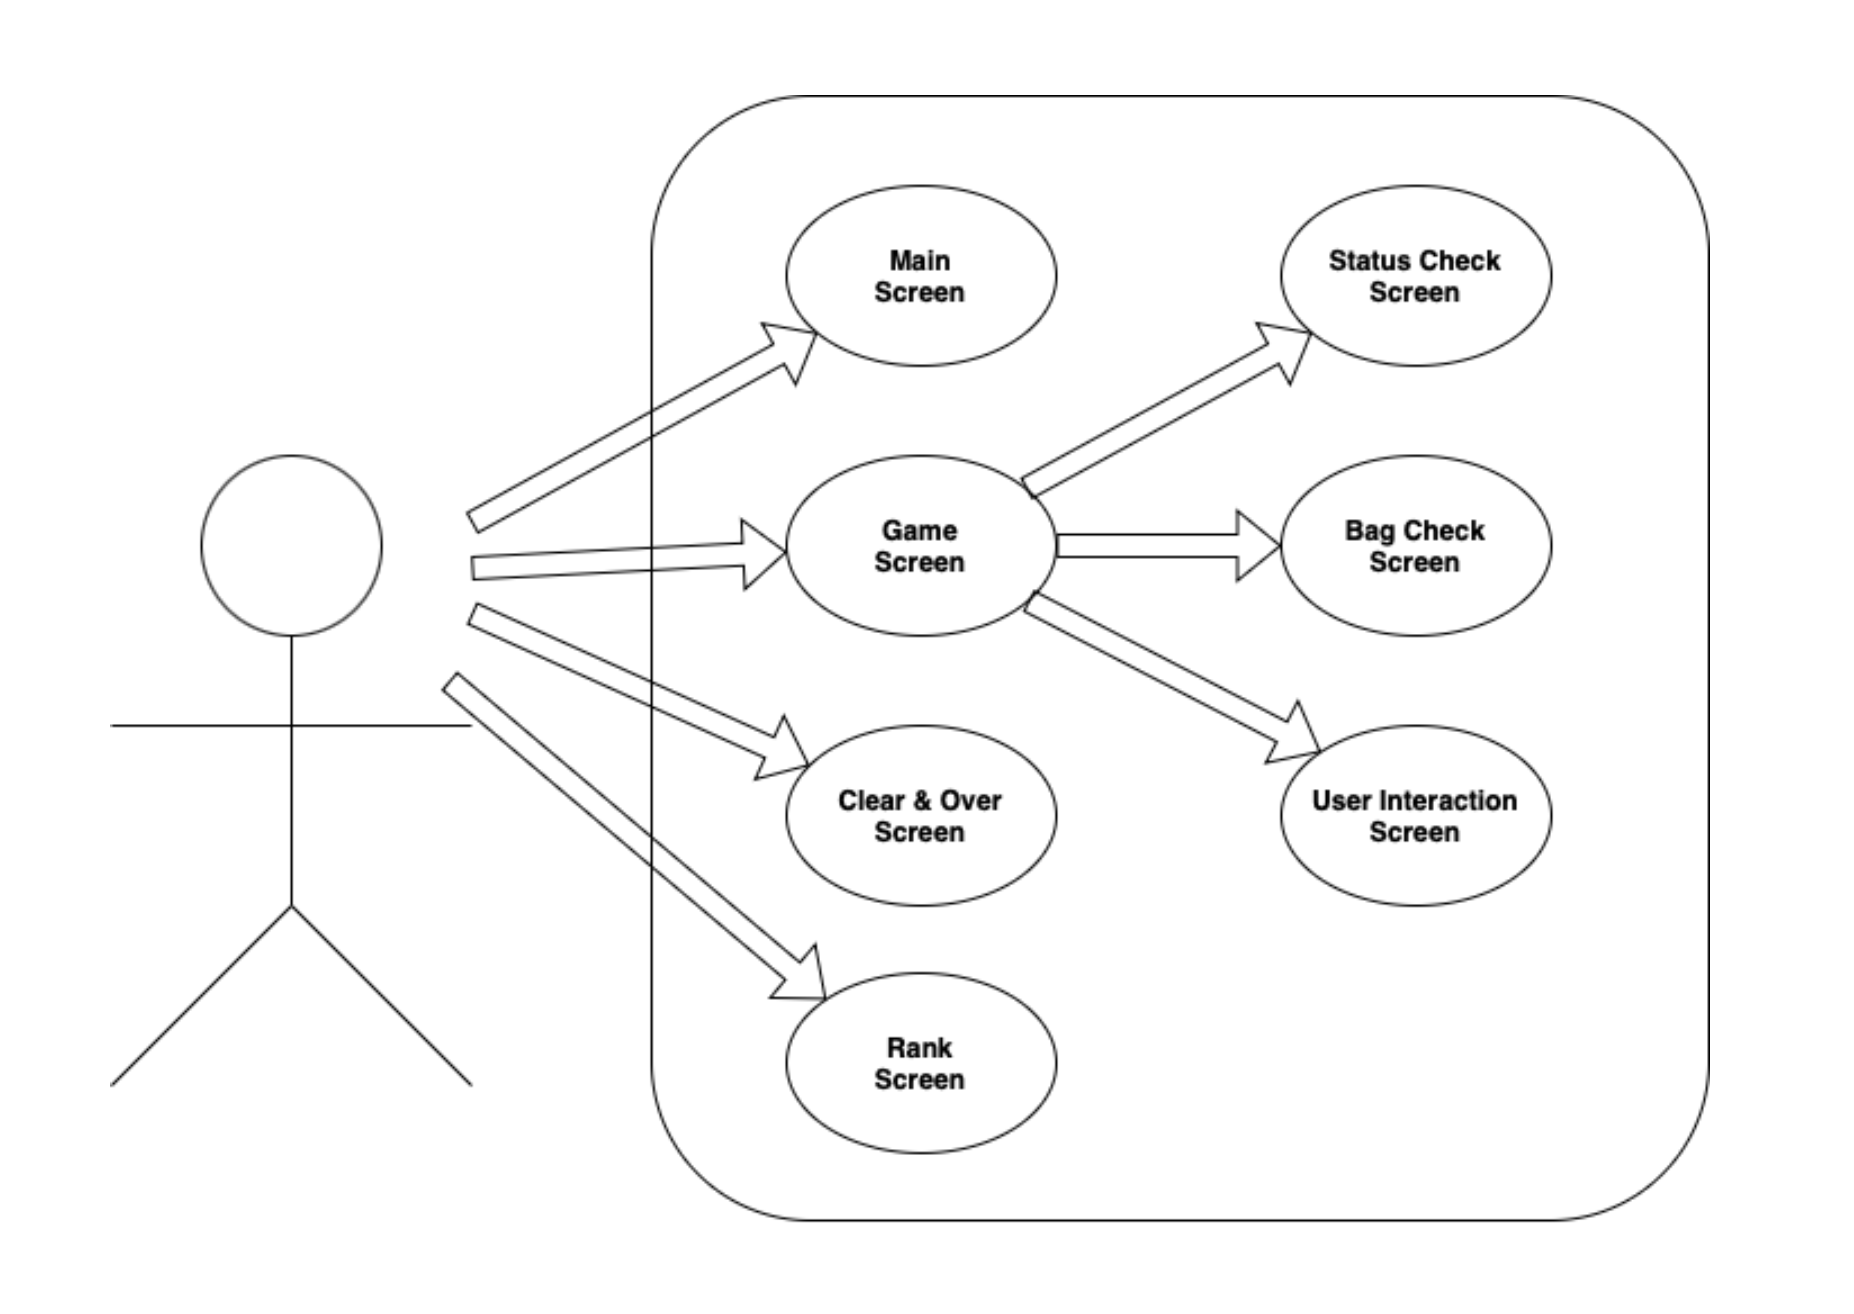 Main
Screen
Status Check
Screen
Game
Screen
Bag Check
Screen
Clear & Over
Screen
User Interaction
Screen
Rank
Screen